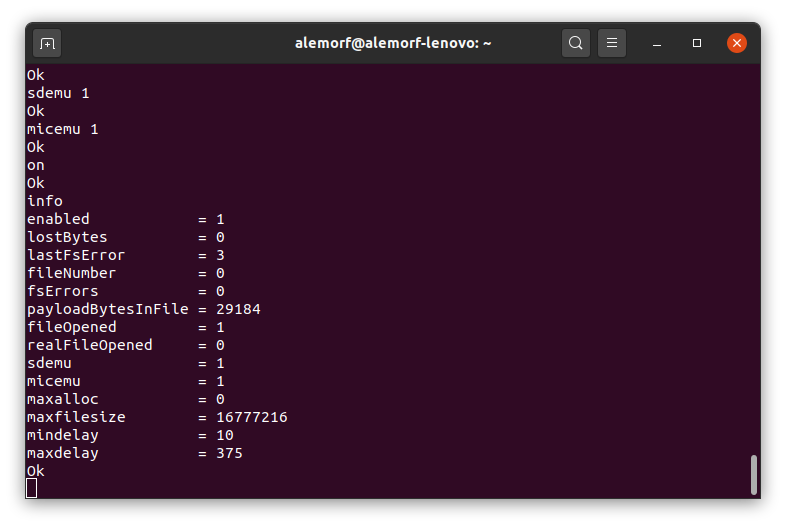 alemorf@alemorf-lenovo: ~
Ok
sdemu 1
Ok
micemu 1
Ok
on
Ok
info
enabled            = 1
lostBytes          = 0
lastFsError        = 3
fileNumber         = 0
fsErrors           = 0
payloadBytesInFile = 29184
fileOpened         = 1
realFileOpened     = 0
sdemu              = 1
micemu             = 1
maxalloc           = 0
maxfilesize        = 16777216
mindelay           = 10
maxdelay           = 375
Ok